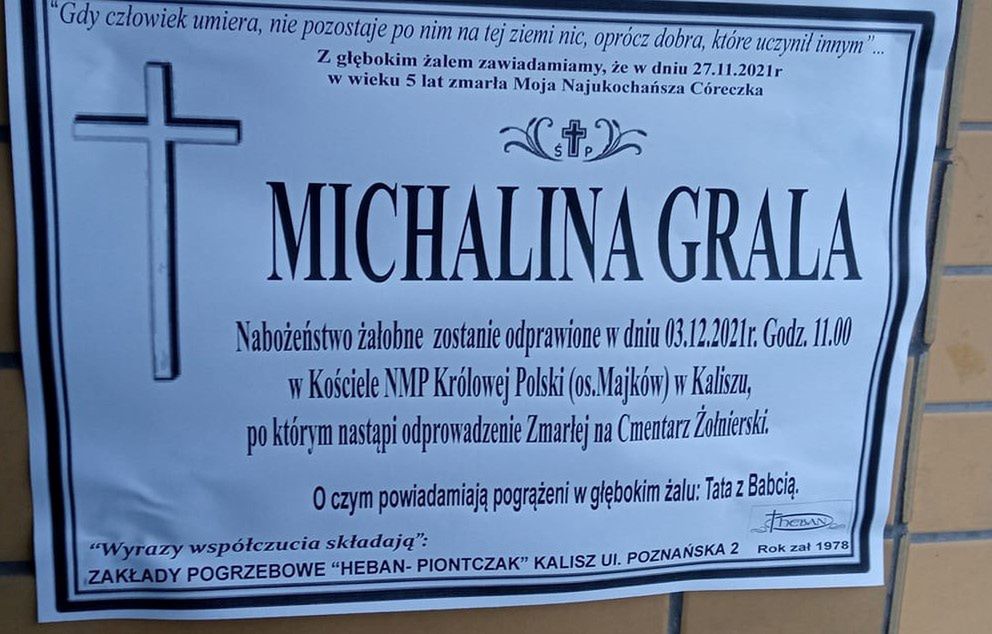 "Gdy człowiek umiera, nie pozostaje po nim na tej ziemi nic, oprócz dobra, które uczynił innym"...
Z głębokim żalem zawiadamiamy, że w dniu 27.11.2021r
w wieku 5 lat zmarła Moja Najukochańsza Córeczka
Ś P
MICHALINA GRALA
Nabożeństwo żałobne zostanie odprawione w dniu 03.12.2021r. Godz. 11.00
w Kościele NMP Królowej Polski (os.Majków) w Kaliszu,
po którym nastąpi odprowadzenie Zmarłej na Cmentarz Żołnierski.
O czym powiadamiają pogrążeni w głębokim żalu: Tata z Babcią.
HEBAN
"Wyrazy współczucia składają":
ZAKŁADY POGRZEBOWE "HEBAN- PIONTCZAK" KALISZ Ul. POZNAŃSKA 2 Rok zał 1978